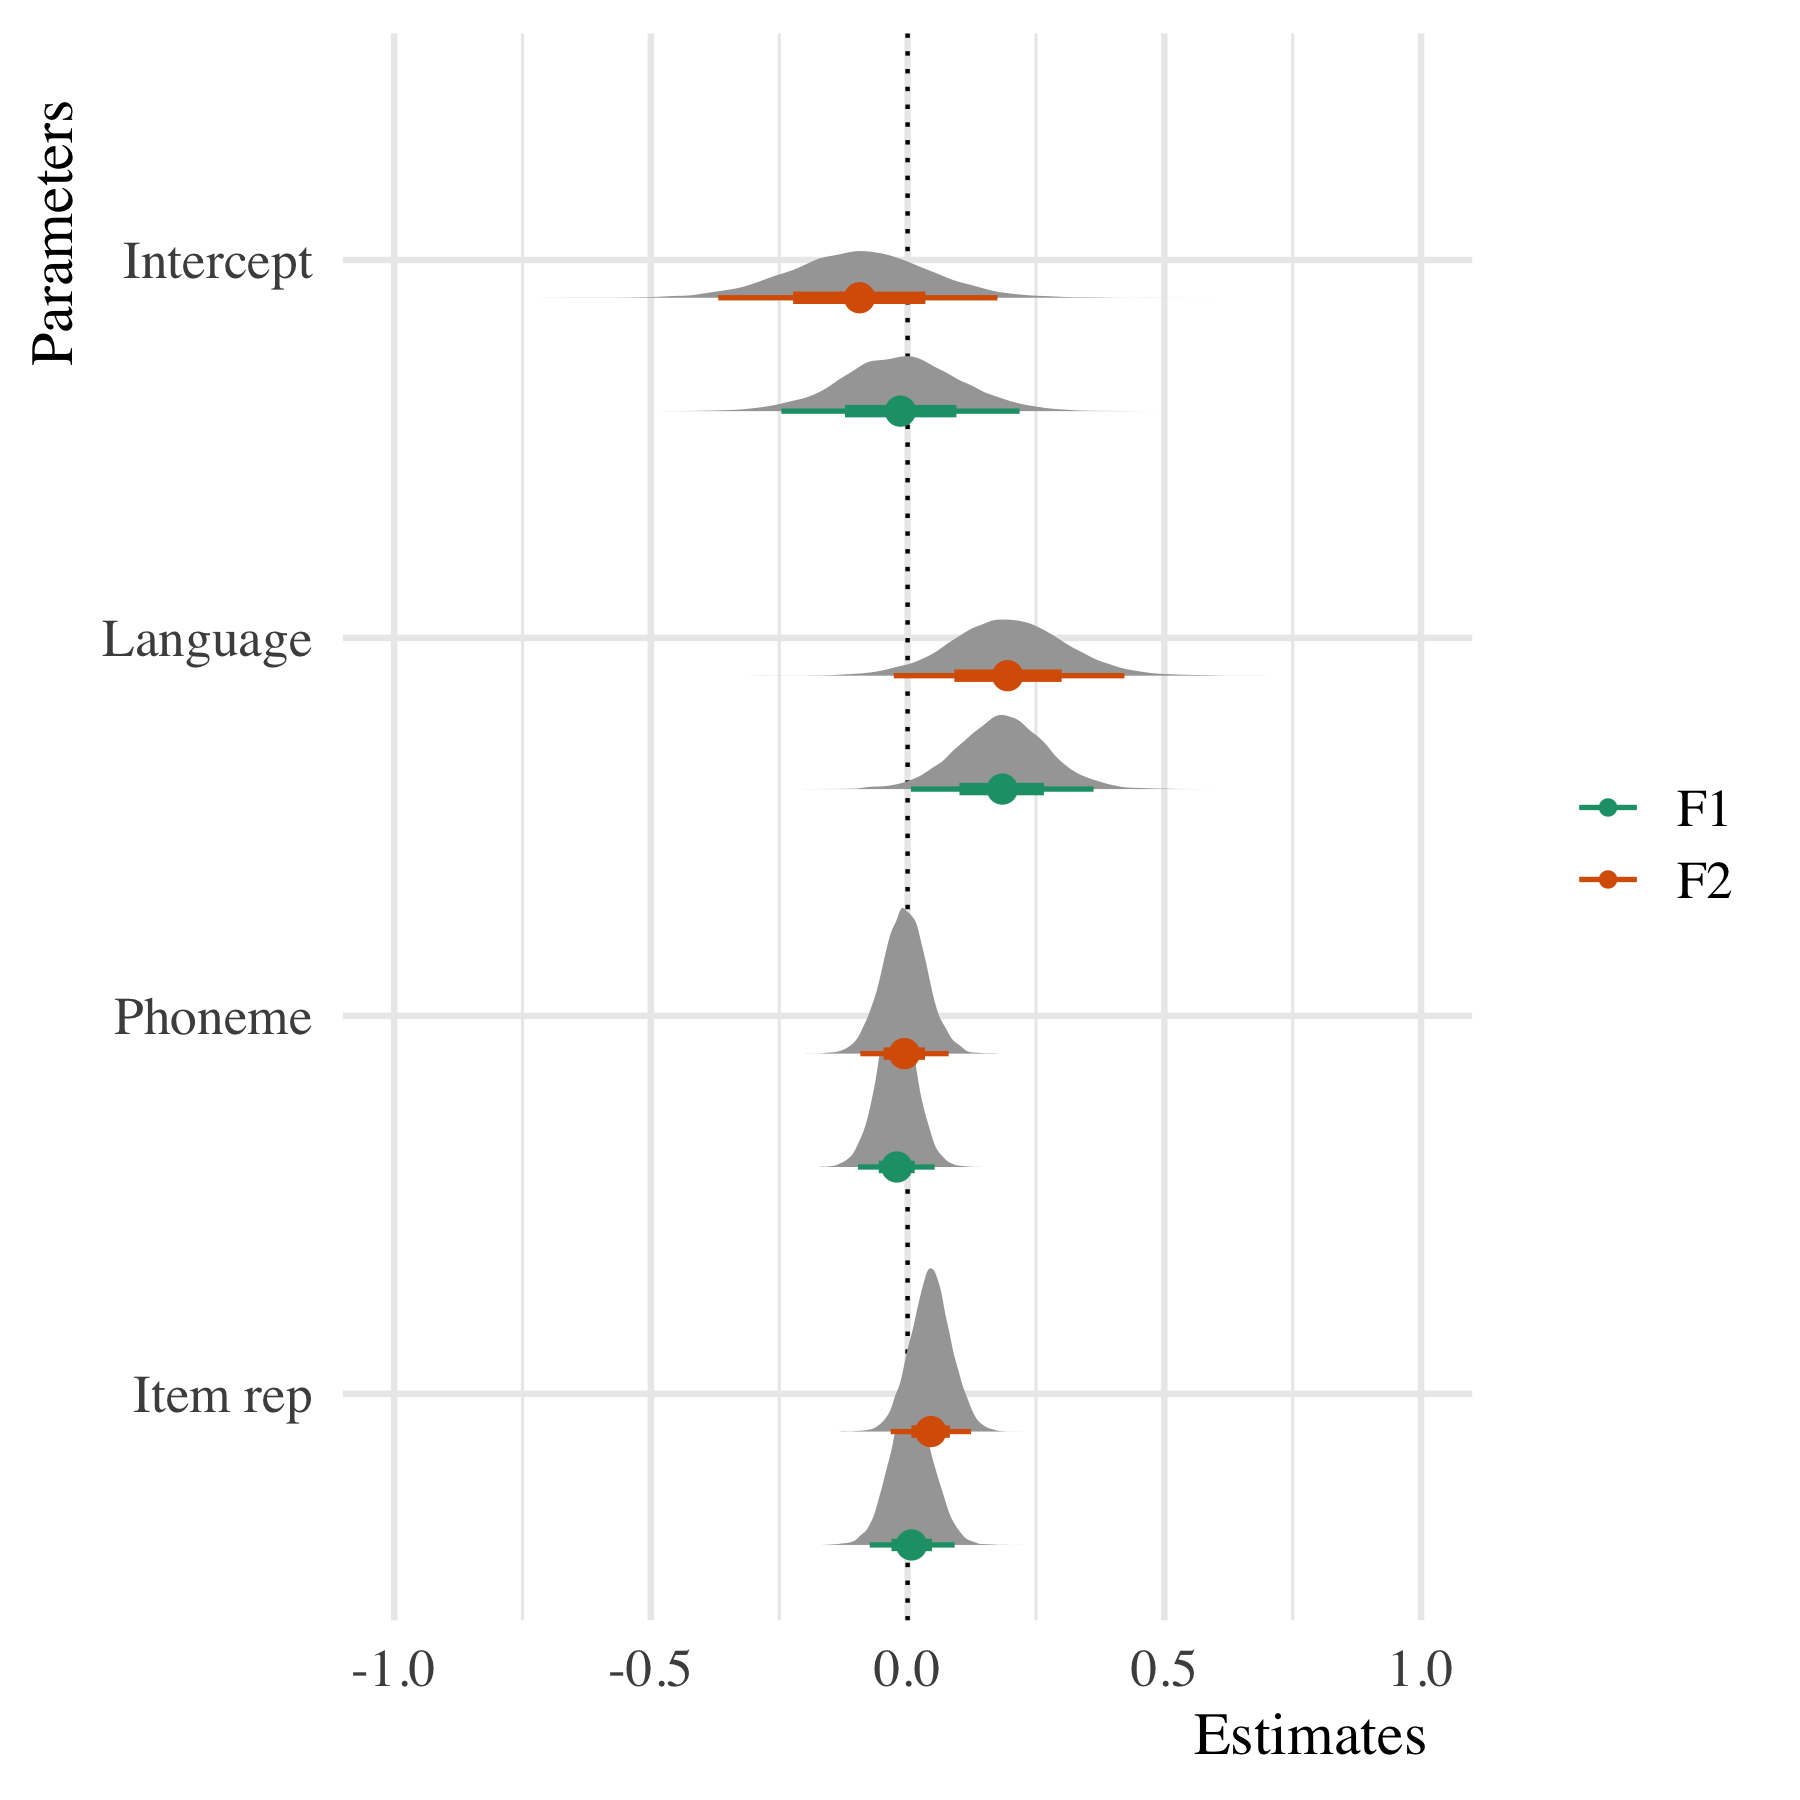 Parameters
Intercept
Language
Phoneme
Item rep
-1.0 -0.5 0.0 0.5 1.0
Estimates
F1
F2